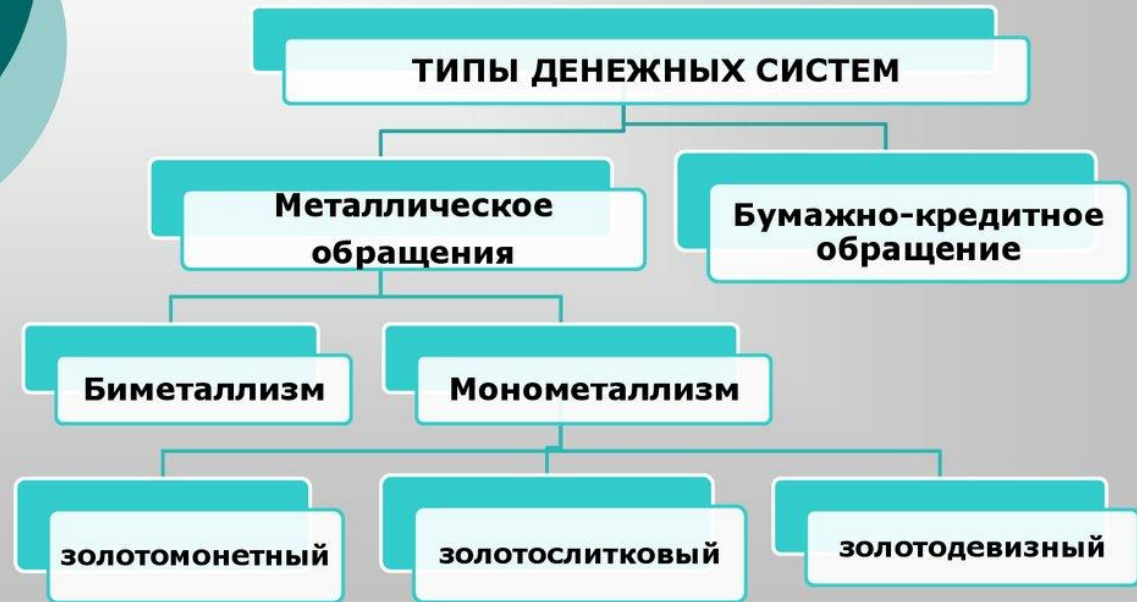 ТИПЫ ДЕНЕЖНЫХ СИСТЕМ
Металлическое
обращения
Бумажно-кредитное
обращение
Биметаллизм
Монометаллизм
золотомонетный
золотослитковый
золотодевизный